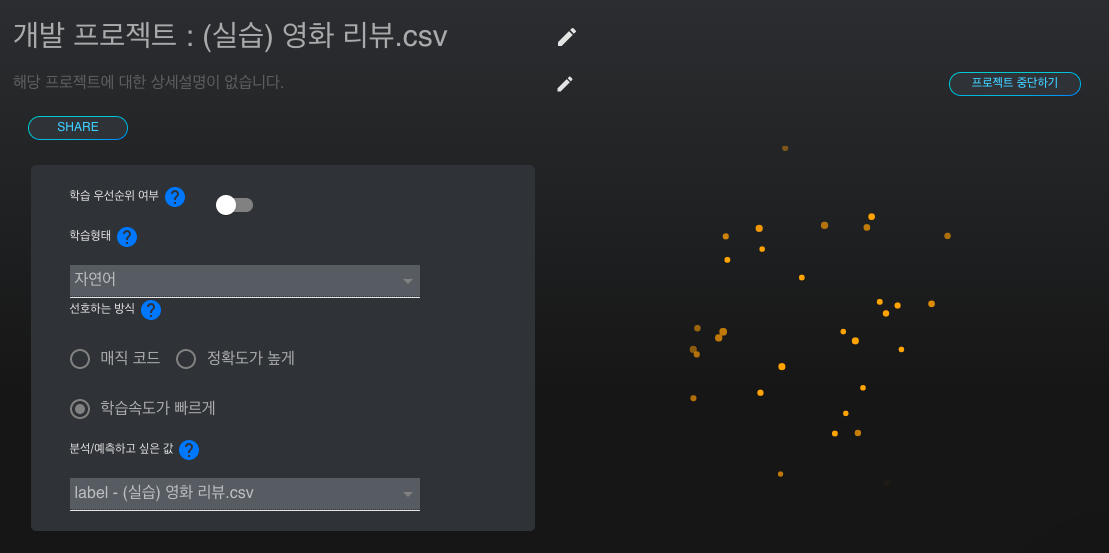 개발 프로젝트 : (실습) 영화 리뷰.csv
해당 프로젝트에 대한 상세설명이 없습니다.
프로젝트 중단하기
SHARE
학습 우선순위 여부 ?
학습형태 ?
자연어
선호하는 방식 ?
매직 코드 정확도가 높게
학습속도가 빠르게
분석/예측하고 싶은 값 ?
label - (실습) 영화 리뷰.csv